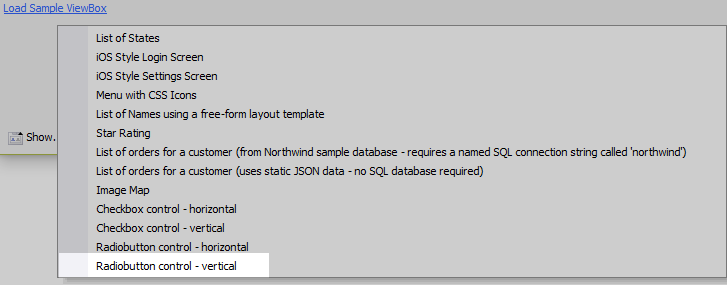 Load Sample ViewBox
List of States
iOS Style Login Screen
iOS Style Settings Screen
Menu with CSS Icons
List of Names using a free-form layout template
Show.
Star Rating
List of orders for a customer (from Northwind sample database - requires a named SQL connection string called 'northwind')
List of orders for a customer (uses static JSON data - no SQL database required)
Image Map
Checkbox control - horizontal
Checkbox control - vertical
Radiobutton control - horizontal
Radiobutton control - vertical